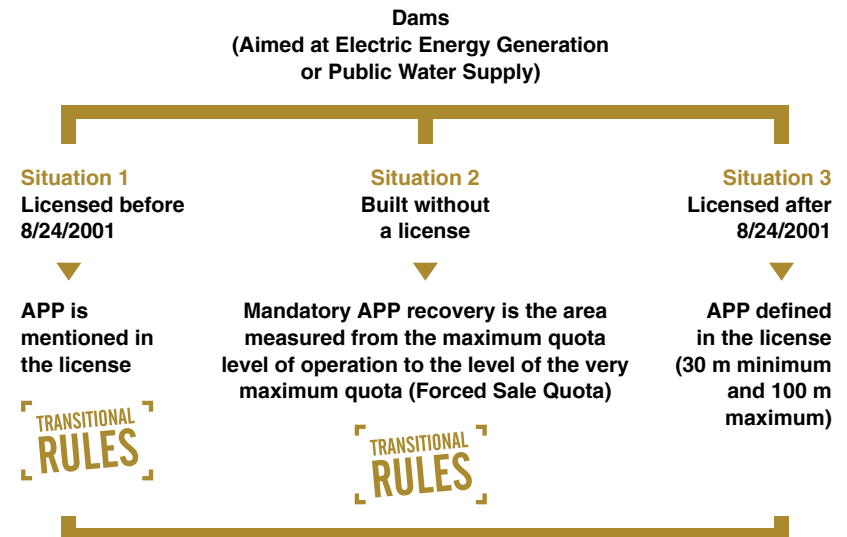 Dams
(Aimed at Electric Energy Generation
or Public Water Supply)
Situation 1
Licensed before
8/24/2001
APP is
mentioned in
the license
TRANSITIONAL
RULES
Situation 2
Built without
a license
Mandatory APP recovery is the area
measured from the maximum quota
level of operation to the level of the very
maximum quota (Forced Sale Quota)
TRANSITIONAL
RULES
Situation 3
Licensed after
8/24/2001
APP defined
in the license
(30 m minimum
and 100 m
maximum)